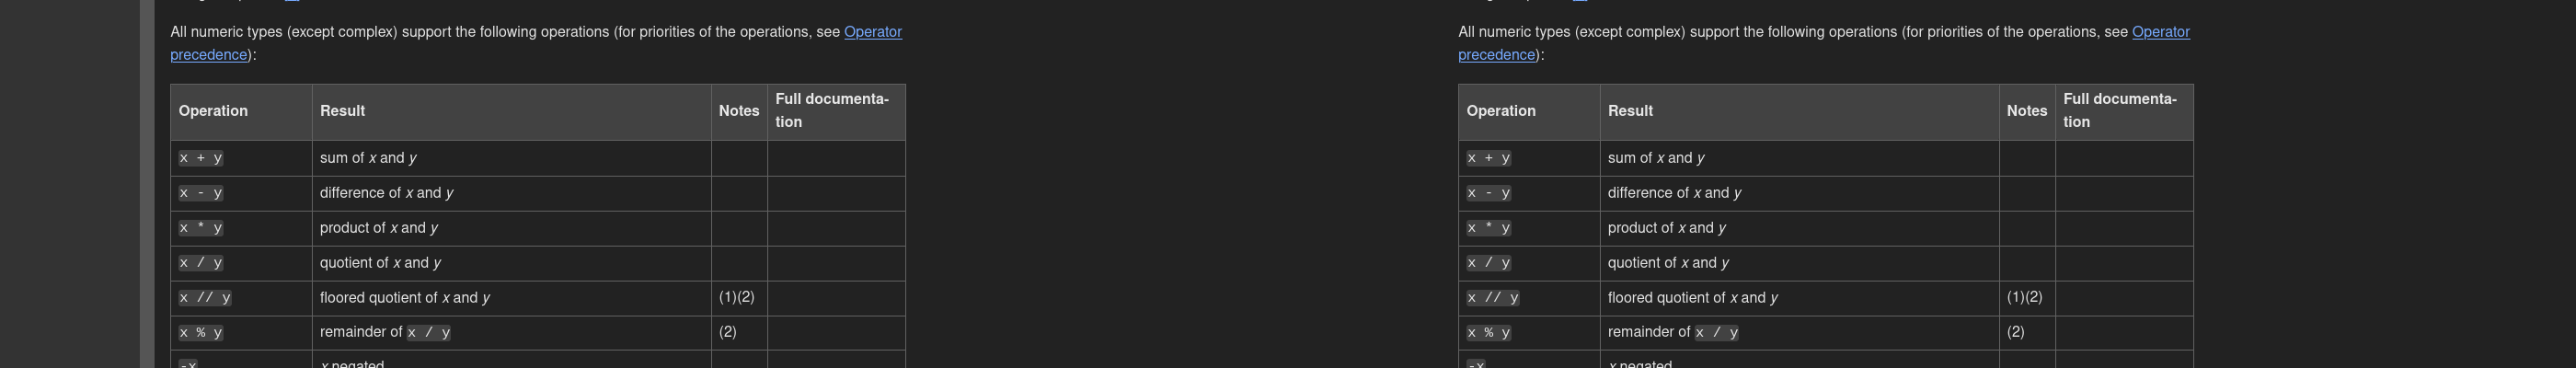 All numeric types (except complex) support the following operations (for priorities of the operations, see Operator
precedence):
Operation Result Notes Full documenta-
tion
x + y sum of x and y
x - y difference of x and y
x * y product of x and y
x / y quotient of x and y
x // y floored quotient of x and y (1)(2)
x % y remainder of x / y (2)
-x x negated
All numeric types (except complex) support the following operations (for priorities of the operations, see Operator
precedence):
Operation Result Notes Full documenta-
tion
x + y sum of x and y
x - y difference of x and y
x * y product of x and y
x / y quotient of x and y
x // y floored quotient of x and y (1)(2)
x % y remainder of x / y (2)
-x x negated